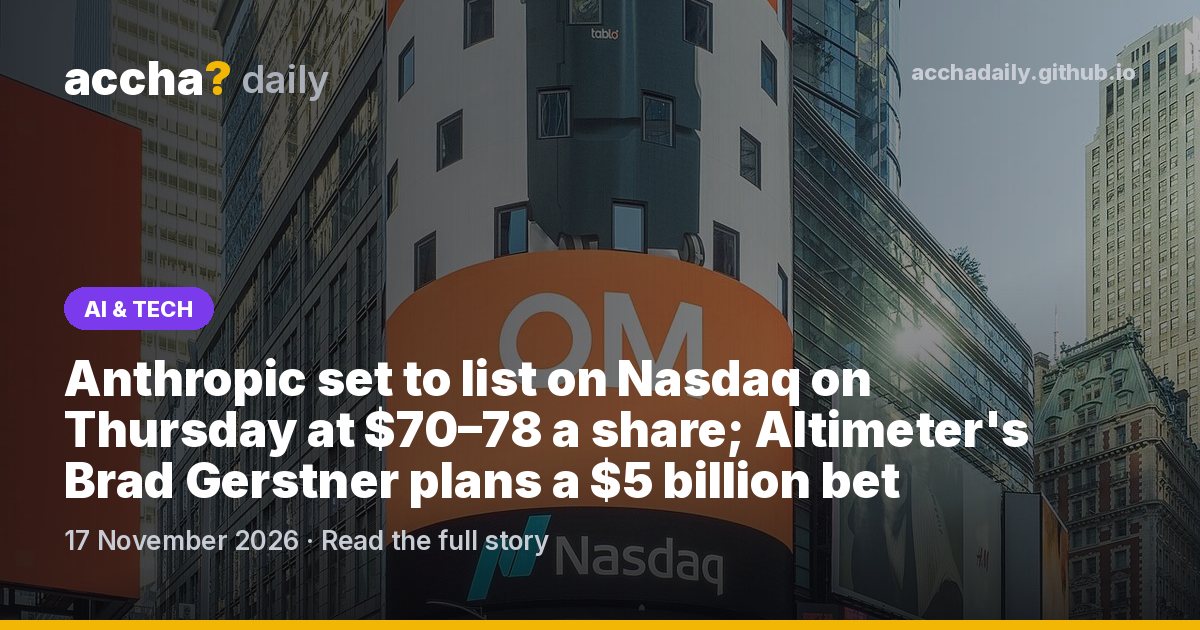 tablo
accha? daily
acchadaily.github.io
OM
AI & TECH
Anthropic set to list on Nasdaq on
Thursday at $70–78 a share; Altimeter's
Brad Gerstner plans a $5 billion bet
17 November 2026 · Read the full story
Nasdaq
H&M